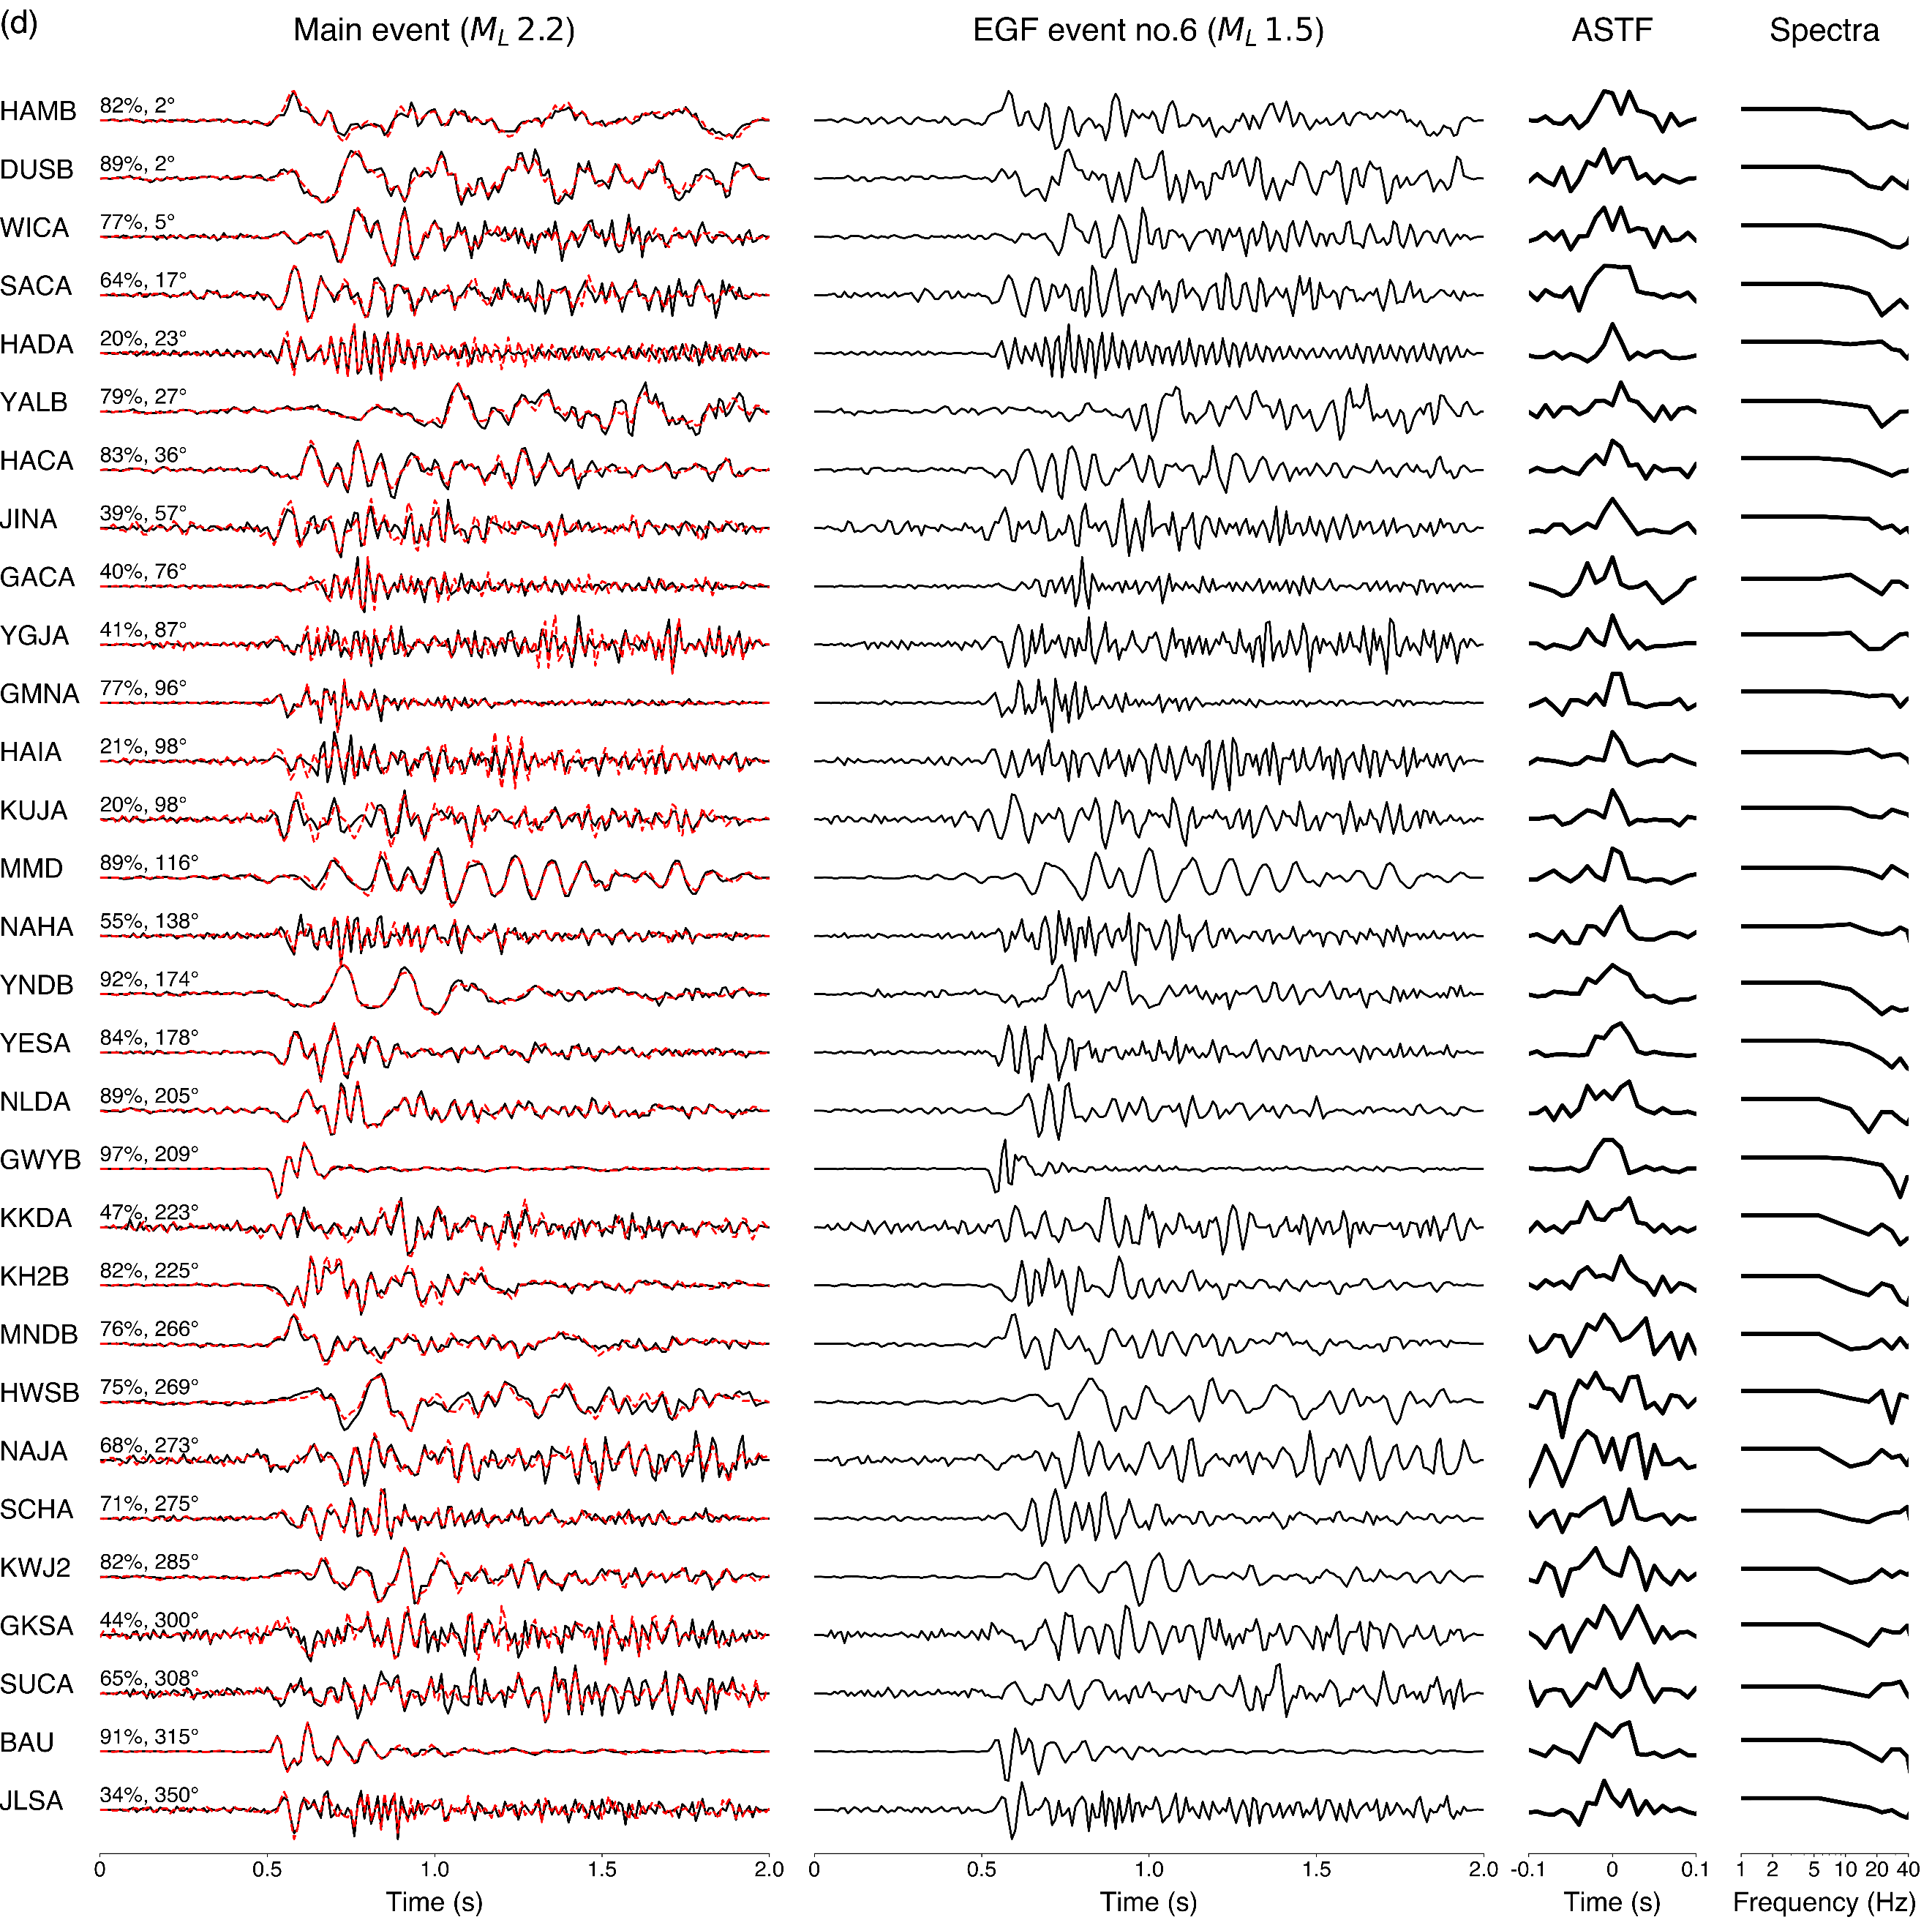 (d) Main event (M_L 2.2) EGF event no.6 (M_L 1.5) ASTF Spectra
HAMB 82%, 2°
DUSB 89%, 2°
WICA 77%, 5°
SACA 64%, 17°
HADA 20%, 23°
YALB 79%, 27°
HACA 83%, 36°
JINA 39%, 57°
GACA 40%, 76°
YGJA 41%, 87°
GMNA 77%, 96°
HAIA 21%, 98°
KUJA 20%, 98°
MMD 89%, 116°
NAHA 55%, 138°
YNDB 92%, 174°
YESA 84%, 178°
NLDA 89%, 205°
GWYB 97%, 209°
KKDA 47%, 223°
KH2B 82%, 225°
MNDB 76%, 266°
HWSB 75%, 269°
NAJA 68%, 273°
SCHA 71%, 275°
KWJ2 82%, 285°
GKSA 44%, 300°
SUCA 65%, 308°
BAU 91%, 315°
JLSA 34%, 350°
0 0.5 1.0 1.5 2.0 0 0.5 1.0 1.5 2.0 -0.1 0 0.1 1 2 5 10 20 40
Time (s) Time (s) Time (s) Frequency (Hz)